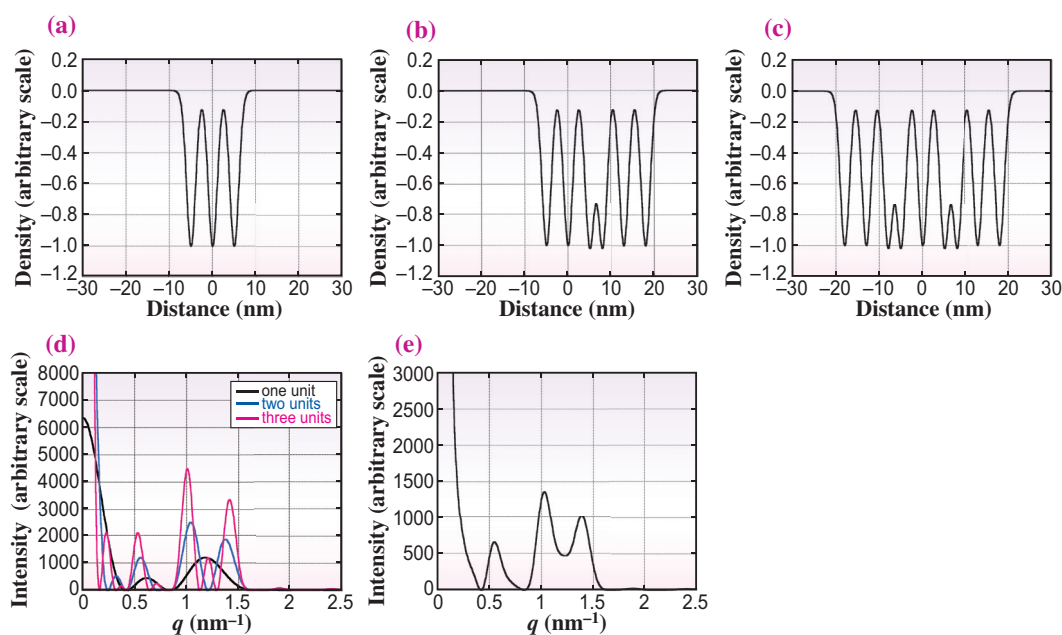 (a)
(b)
(c)
Density (arbitrary scale)
0.2
0.0
−0.2
−0.4
−0.6
−0.8
−1.0
−1.2
−30 −20 −10 0 10 20 30
Distance (nm)
Density (arbitrary scale)
0.2
0.0
−0.2
−0.4
−0.6
−0.8
−1.0
−1.2
−30 −20 −10 0 10 20 30
Distance (nm)
Density (arbitrary scale)
0.2
0.0
−0.2
−0.4
−0.6
−0.8
−1.0
−1.2
−30 −20 −10 0 10 20 30
Distance (nm)
(d)
Intensity (arbitrary scale)
8000
7000
6000
5000
4000
3000
2000
1000
0
one unit
two units
three units
0 0.5 1 1.5 2 2.5
q (nm⁻¹)
(e)
Intensity (arbitrary scale)
3000
2500
2000
1500
1000
500
0
0 0.5 1 1.5 2 2.5
q (nm⁻¹)